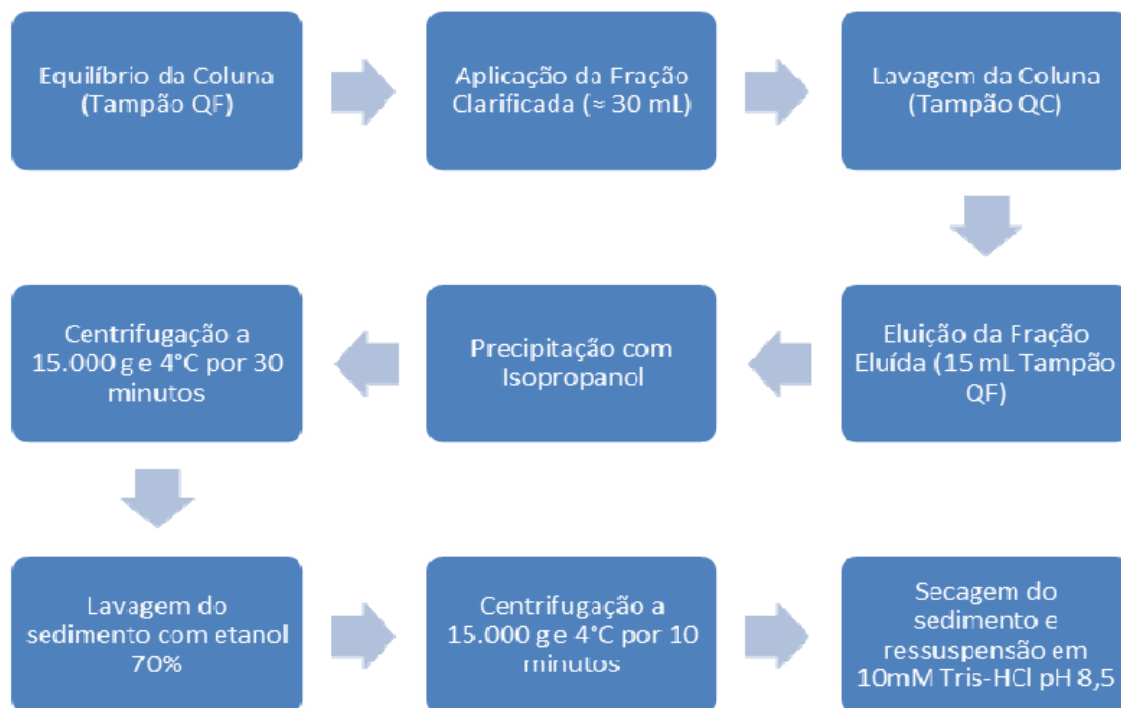 Equilíbrio da Coluna
(Tampão QF)
Aplicação da Fração
Clarificada (≈ 30 mL)
Lavagem da Coluna
(Tampão QC)
Eluição da Fração
Eluída (15 mL Tampão
QF)
Precipitação com
Isopropanol
Centrifugação a
15.000 g e 4°C por 30
minutos
Lavagem do
sedimento com etanol
70%
Centrifugação a
15.000 g e 4°C por 10
minutos
Secagem do
sedimento e
ressuspensão em
10mM Tris-HCl pH 8,5